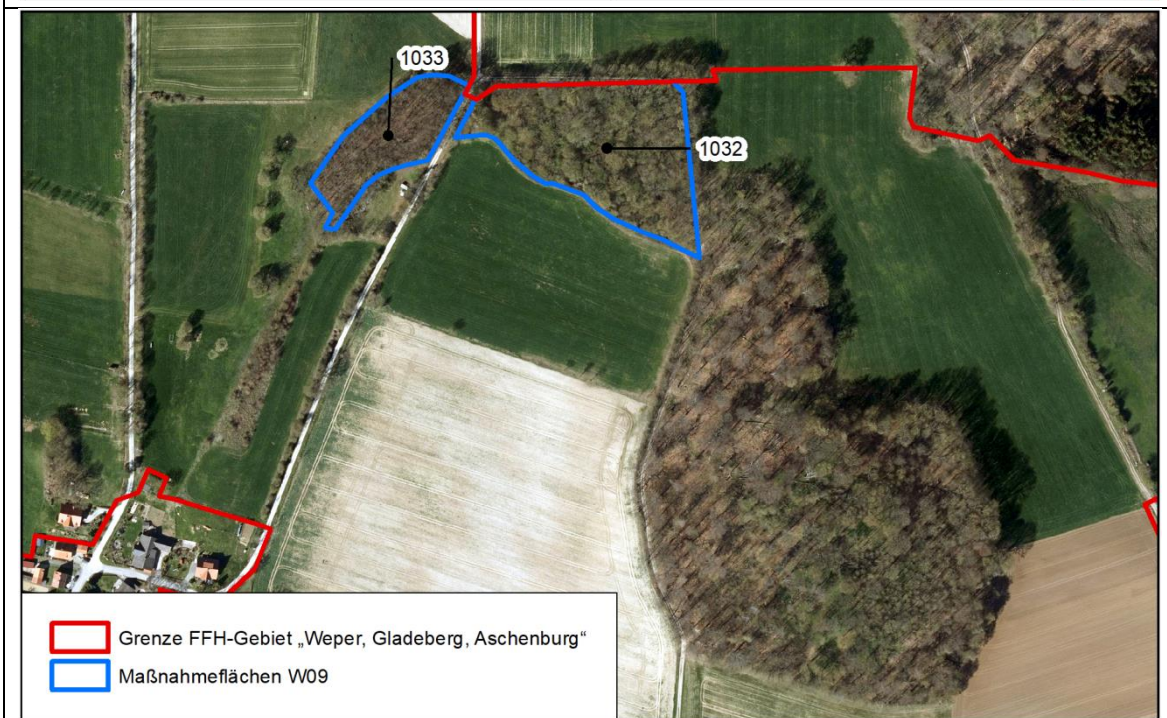 1033
1032
Grenze FFH-Gebiet „Weper, Gladeberg, Aschenburg“
Maßnahmeflächen W09